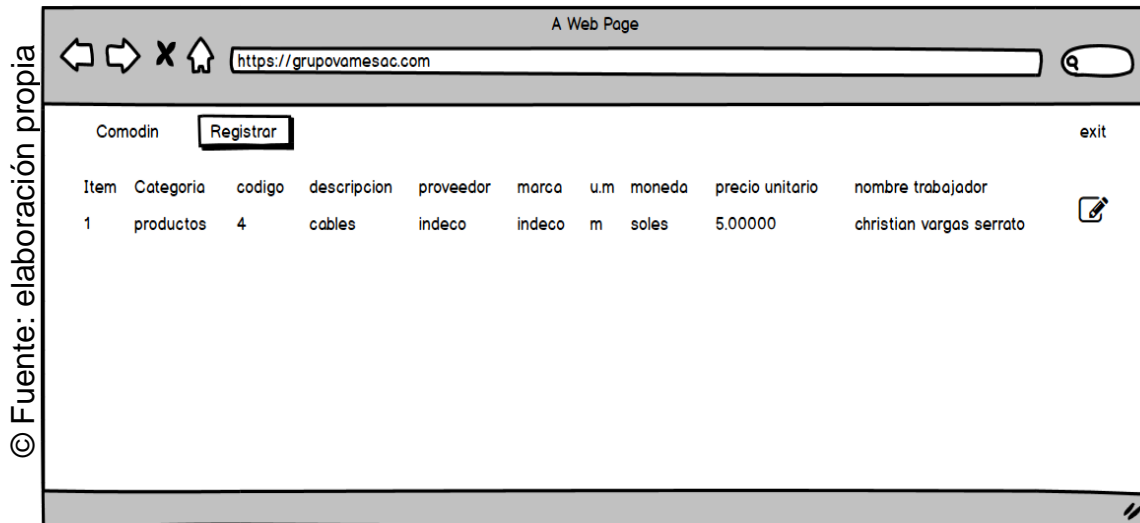 A Web Page
https://grupovamesac.com
Comodin Registrar exit
Item Categoria codigo descripcion proveedor marca u.m moneda precio unitario nombre trabajador
1 productos 4 cables indeco indeco m soles 5.00000 christian vargas serrato
© Fuente: elaboración propia